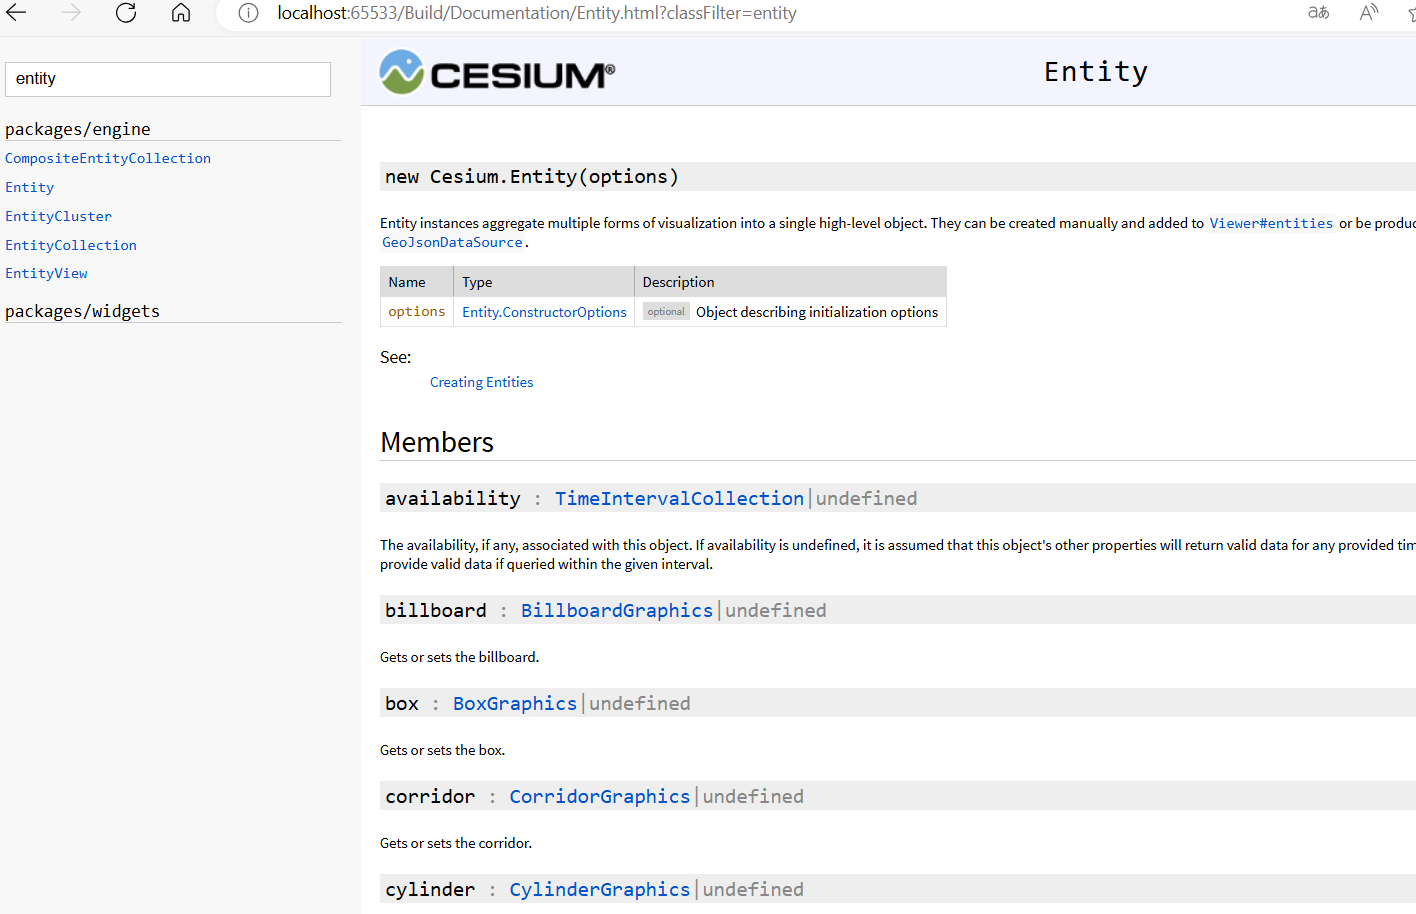 localhost:65533/Build/Documentation/Entity.html?classFilter=entity
entity
packages/engine
CompositeEntityCollection
Entity
EntityCluster
EntityCollection
EntityView
packages/widgets
CESIUM®
Entity
new Cesium.Entity(options)
Entity instances aggregate multiple forms of visualization into a single high-level object. They can be created manually and added to Viewer#entities or be
GeoJsonDataSource.
Name Type Description
options Entity.ConstructorOptions optional Object describing initialization options
See:
Creating Entities
Members
availability : TimeIntervalCollection|undefined
The availability, if any, associated with this object. If availability is undefined, it is assumed that this object's other properties will return valid data for any provided
provide valid data if queried within the given interval.
billboard : BillboardGraphics|undefined
Gets or sets the billboard.
box : BoxGraphics|undefined
Gets or sets the box.
corridor : CorridorGraphics|undefined
Gets or sets the corridor.
cylinder : CylinderGraphics|undefined